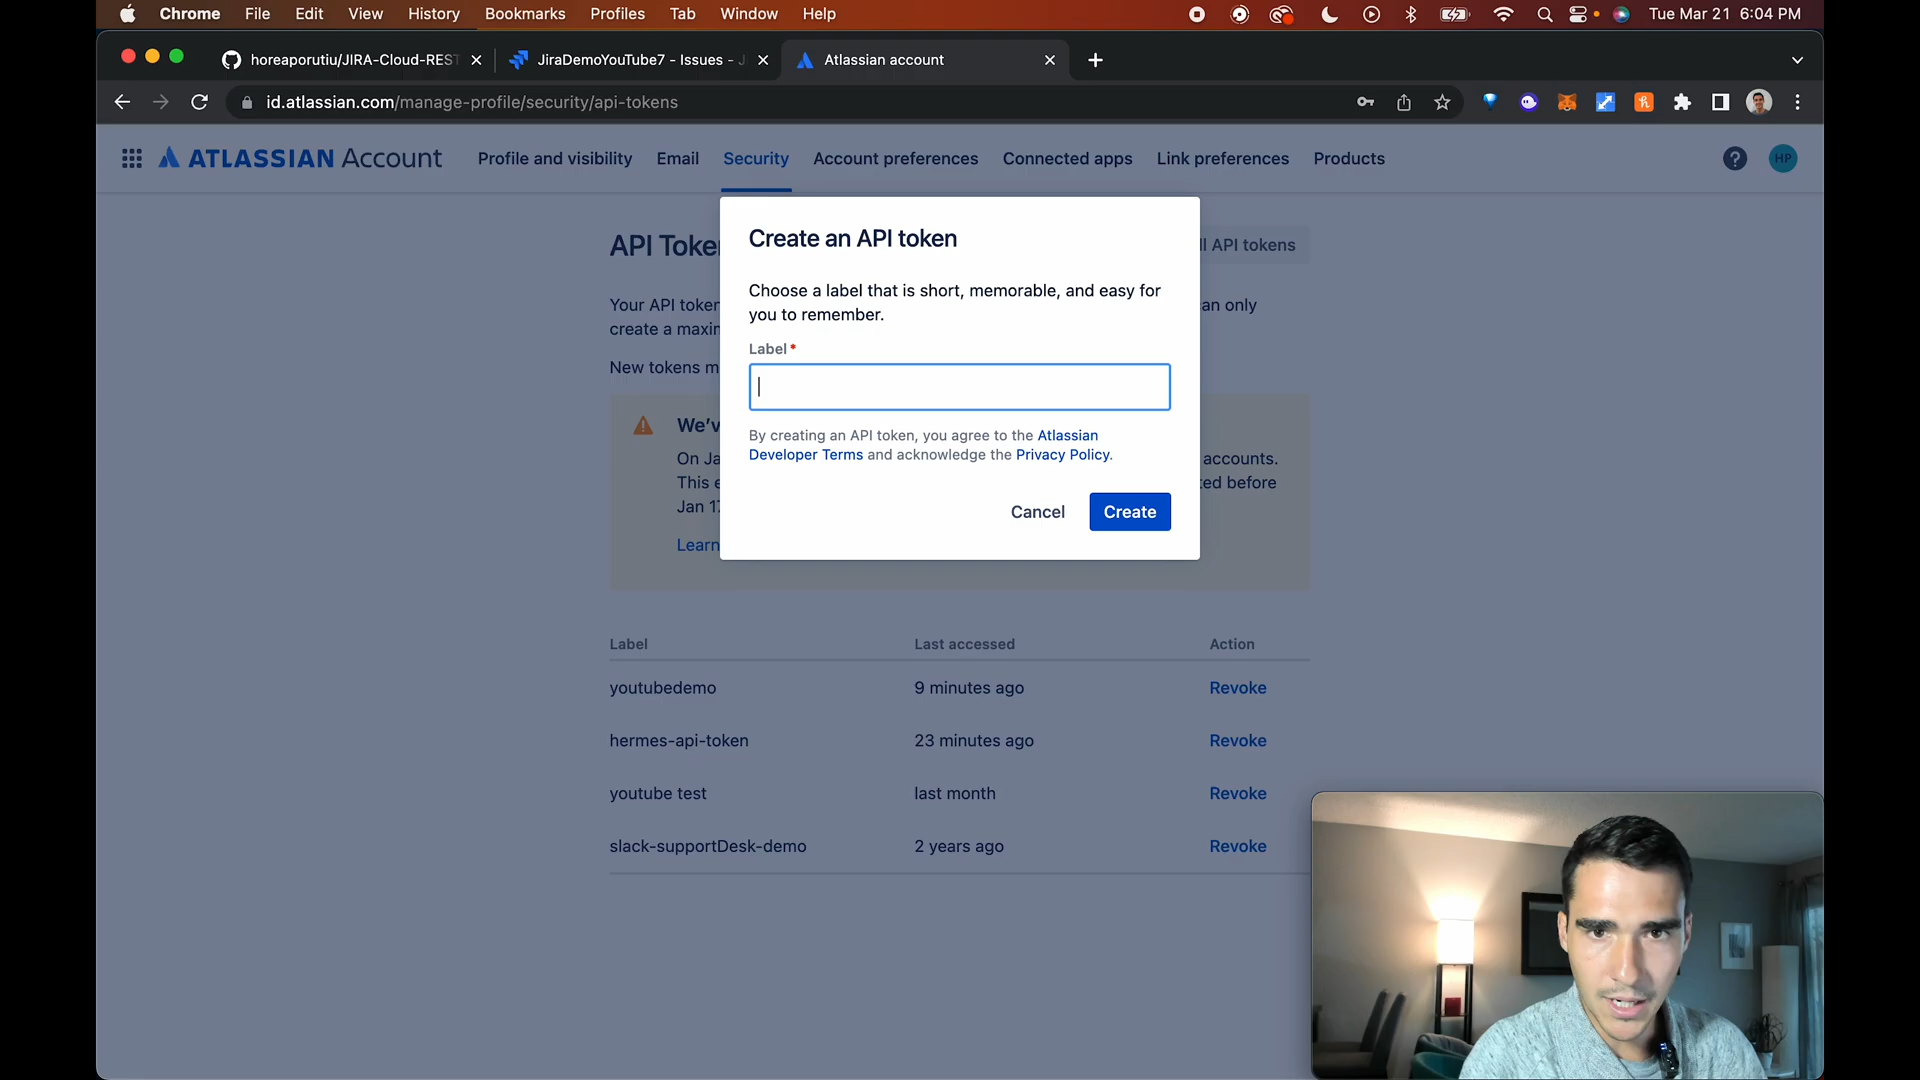 Chrome File Edit View History Bookmarks Profiles Tab Window Help Tue Mar 21 6:04 PM
horeaporutiu/JIRA-Cloud-REST JiraDemoYouTube7 - Issues - J Atlassian account
id.atlassian.com/manage-profile/security/api-tokens
ATLASSIAN Account Profile and visibility Email Security Account preferences Connected apps Link preferences Products ? HP
Create an API token
API Toke
API tokens
Choose a label that is short, memorable, and easy for
you to remember.
Your API token
an only
create a maxi
Label *
New tokens m
We'v
By creating an API token, you agree to the Atlassian
Developer Terms and acknowledge the Privacy Policy.
On Ja
accounts.
This e
ed before
Jan 17
Cancel Create
Learn
Label Last accessed Action
youtubedemo 9 minutes ago Revoke
hermes-api-token 23 minutes ago Revoke
youtube test last month Revoke
slack-supportDesk-demo 2 years ago Revoke